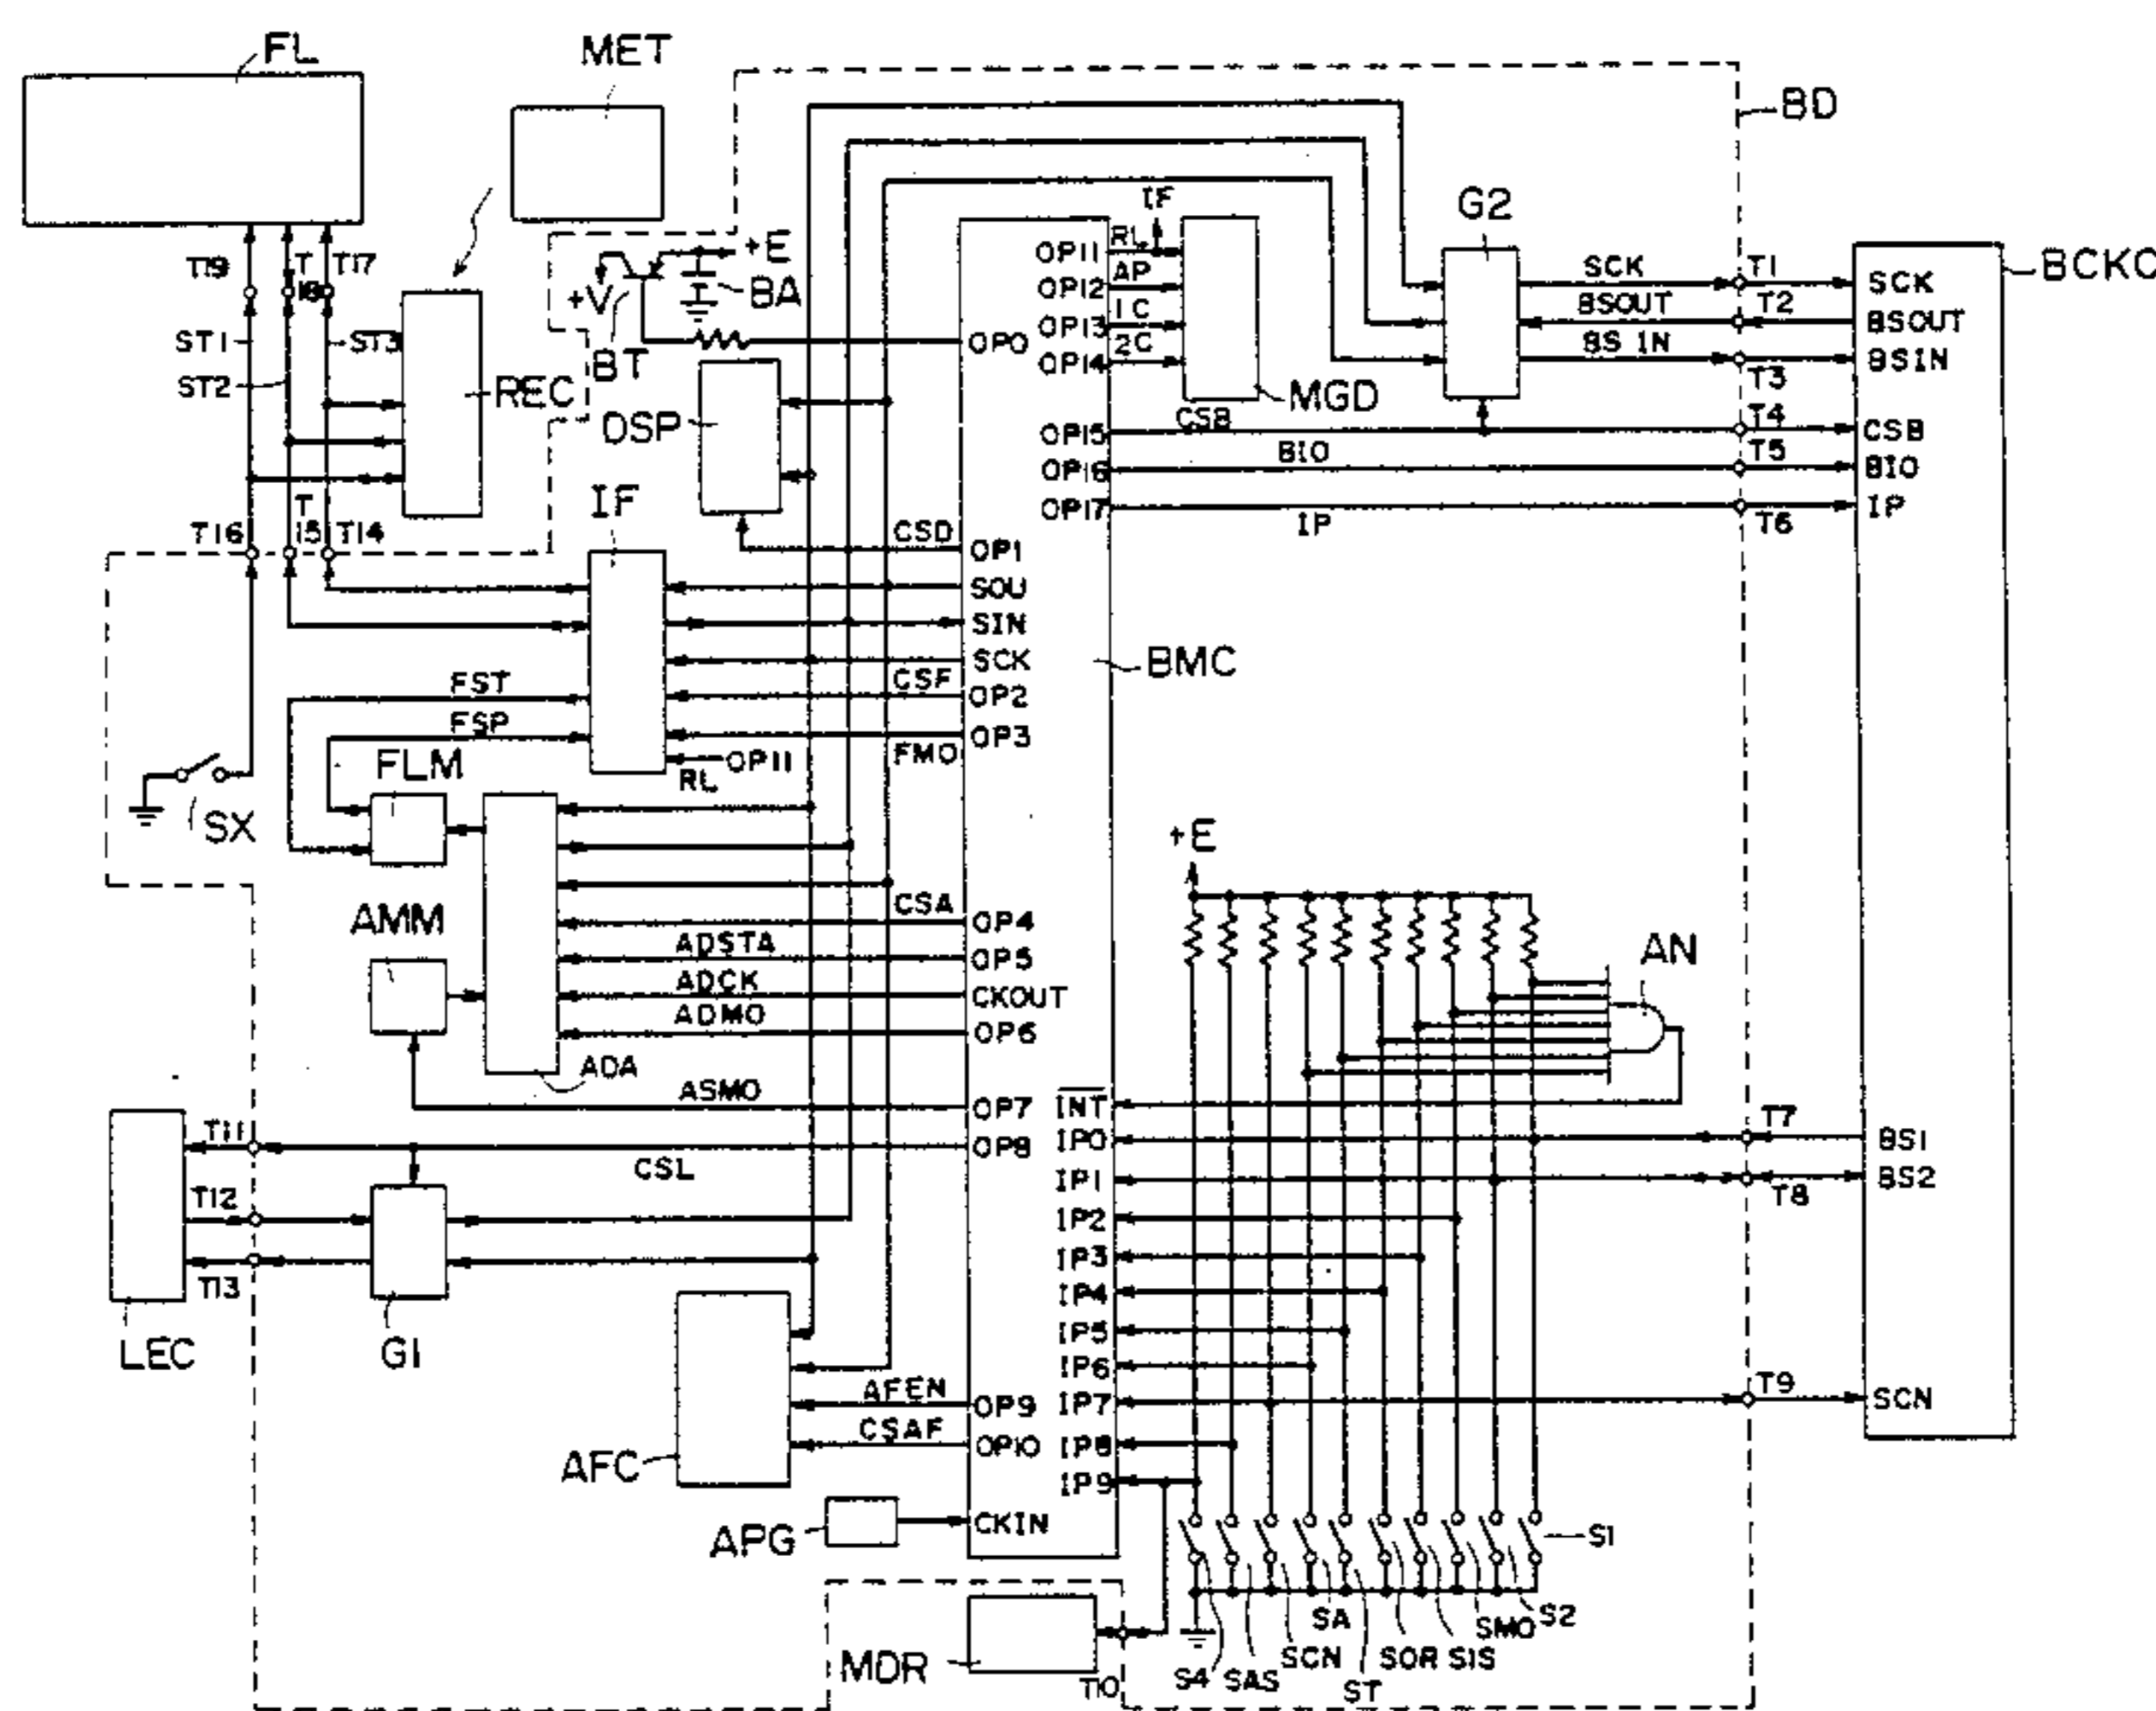 FL
MET
BD
IF
G2
T19
T
18
T17
+E
+V
BA
RL
OP11
AP
OP12
1C
OP13
2C
OP14
SCK
T1
BSOUT
T2
BS IN
T3
BCKO
SCK
BSOUT
BSIN
ST1
ST3
ST2
REC
BT
OP0
DSP
MGD
CSB
OP15
T4
CSB
BIO
OP16
T5
BIO
IP
OP17
T6
IP
T16
T
15
T14
IF
CSD
OP1
SOU
SIN
SCK
BMC
FST
CSF
OP2
FSP
FMO
OP3
FLM
RL
OP11
SX
+E
AMM
CSA
OP4
ADSTA
OP5
ADCK
CKOUT
ADMO
OP6
AN
ADA
ASMO
OP7
INT
T11
CSL
OP8
IP0
T7
BS1
IP1
T8
BS2
T12
IP2
T13
IP3
IP4
LEC
G1
IP5
IP6
AFEN
OP9
IP7
T9
SCN
AFC
CSAF
OP10
IP8
IP9
APG
CKIN
S1
MDR
T10
S4
SAS
SCN
SA
ST
SOR
SIS
SMO
S2